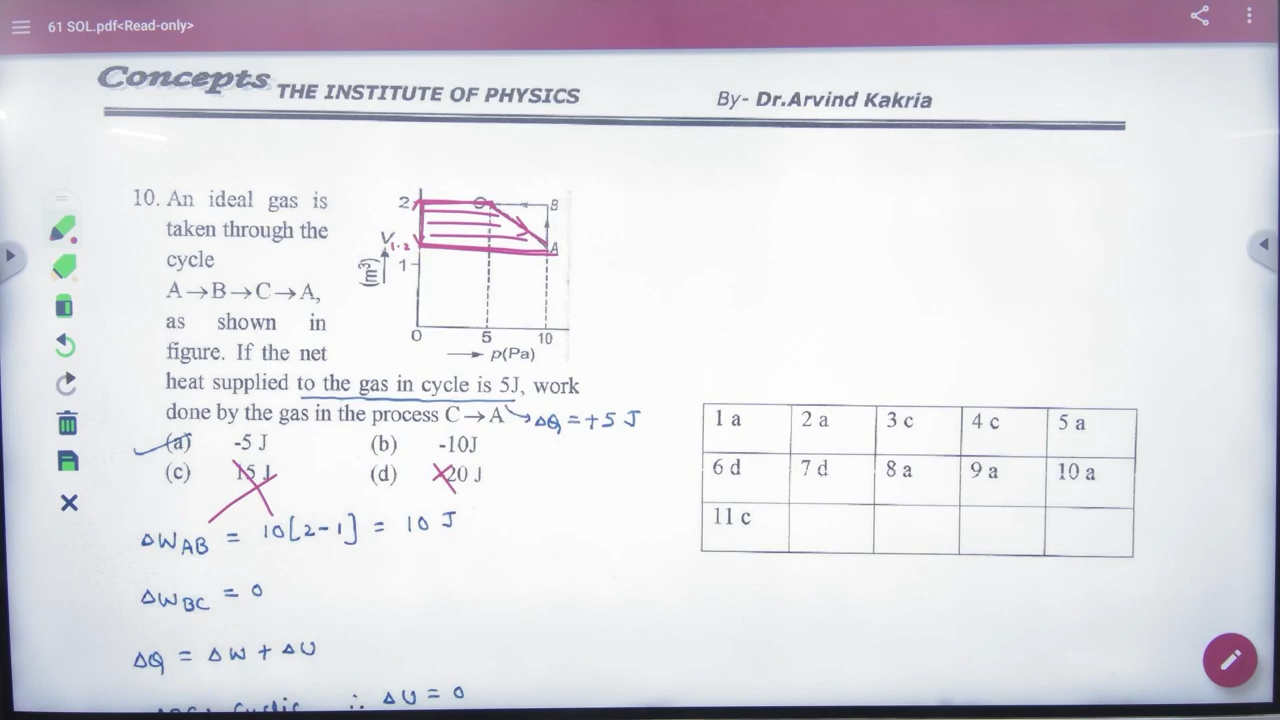 61 SOL.pdf<Read-only>
Concepts THE INSTITUTE OF PHYSICS By- Dr.Arvind Kakria
10. An ideal gas is
taken through the
cycle
A→B→C→A,
as shown in
figure. If the net
heat supplied to the gas in cycle is 5J, work
done by the gas in the process C→A
ΔQ = +5 J
2
C
B
V
1.2
A
1
(m³)
0
5
10
p(Pa)
(a) -5 J (b) -10J
(c) 15 J (d) 20 J
ΔW_AB = 10[2-1] = 10 J
ΔW_BC = 0
ΔQ = ΔW + ΔU
cyclic ∴ ΔU = 0
1 a 2 a 3 c 4 c 5 a
6 d 7 d 8 a 9 a 10 a
11 c